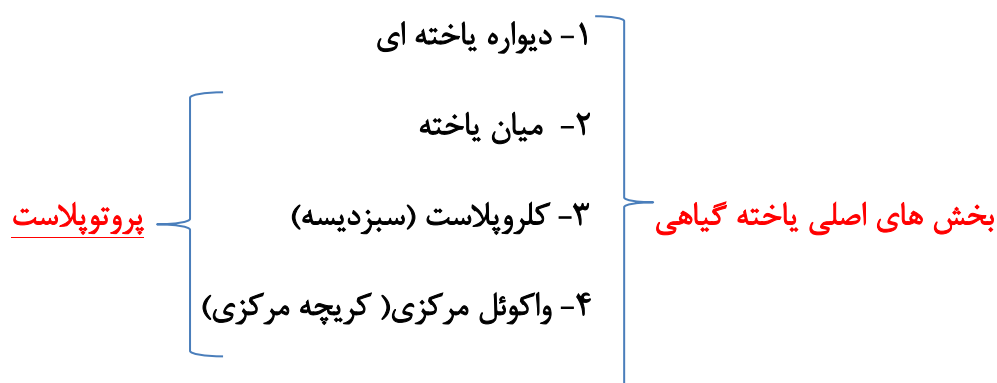 ۱- دیواره یاخته ای
۲- میان یاخته
بخش های اصلی یاخته گیاهی
۳- کلروپلاست (سبزدیسه)
پروتوپلاست
۴- واکوئل مرکزی( کریچه مرکزی)